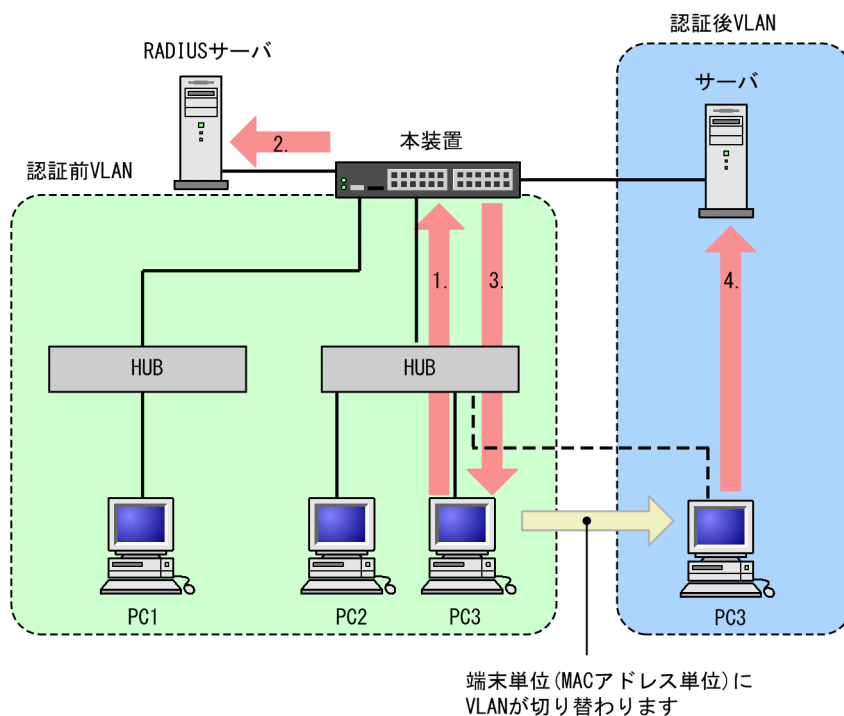 認証後VLAN
RADIUSサーバ
サーバ
本装置
2.
認証前VLAN
1.
3.
4.
HUB
HUB
PC1
PC2
PC3
PC3
端末単位(MACアドレス単位)に
VLANが切り替わります